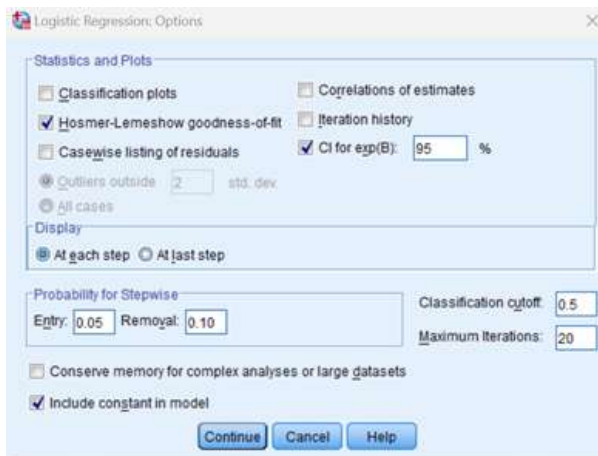 Logistic Regression: Options
Statistics and Plots
Classification plots
Correlations of estimates
Hosmer-Lemeshow goodness-of-fit
Iteration history
Casewise listing of residuals
CI for exp(B): 95 %
Outliers outside 2 std. dev.
All cases
Display
At each step At last step
Probability for Stepwise
Entry: 0.05 Removal: 0.10
Classification cutoff: 0.5
Maximum Iterations: 20
Conserve memory for complex analyses or large datasets
Include constant in model
Continue Cancel Help